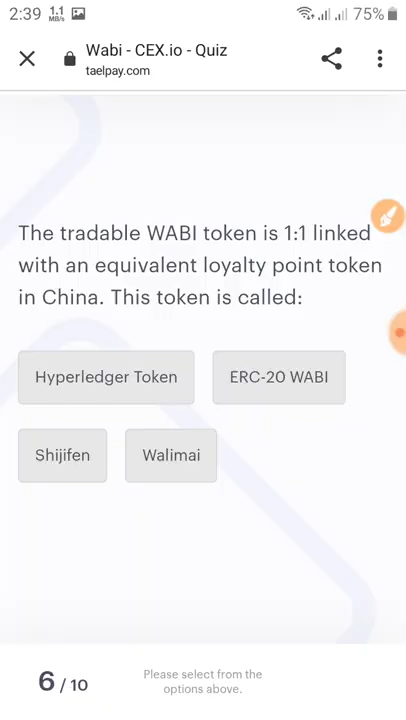 2:39 1.1 MB/s 75%
Wabi - CEX.io - Quiz
taelpay.com
The tradable WABI token is 1:1 linked
with an equivalent loyalty point token
in China. This token is called:
Hyperledger Token
ERC-20 WABI
Shijifen
Walimai
6 / 10
Please select from the
options above.